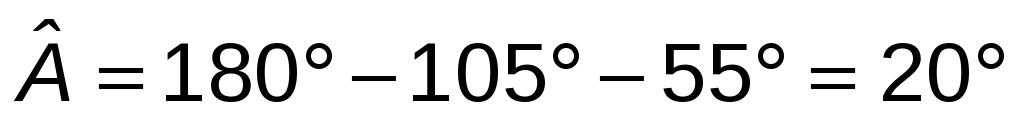 Â = 180° – 105° – 55° = 20°